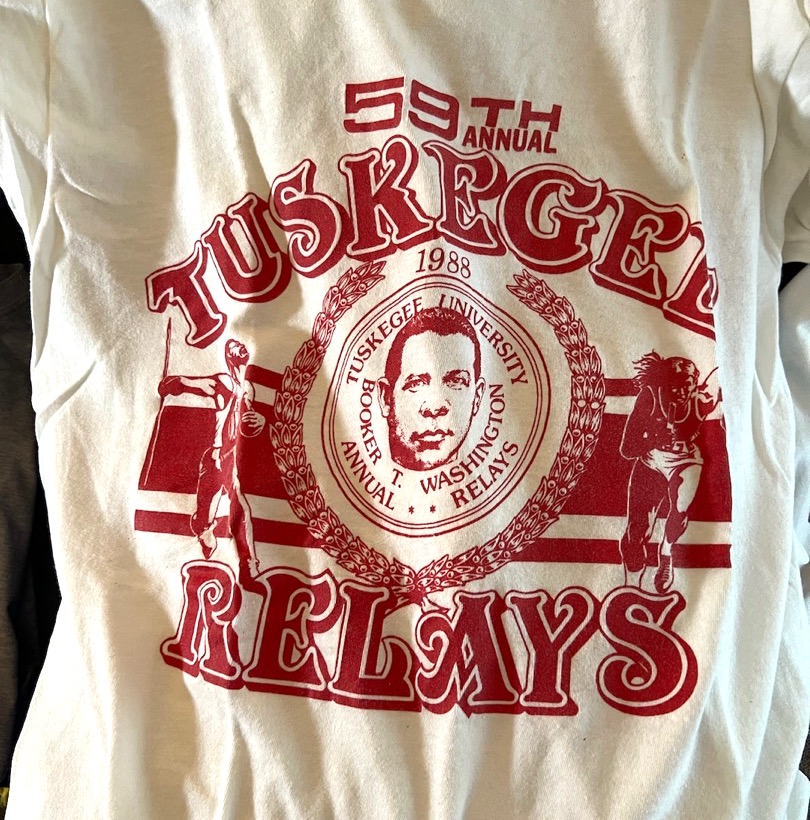 59TH
ANNUAL
TUSKEGEE
1988
TUSKEGEE UNIVERSITY
BOOKER T. WASHINGTON
ANNUAL * * RELAYS
RELAYS